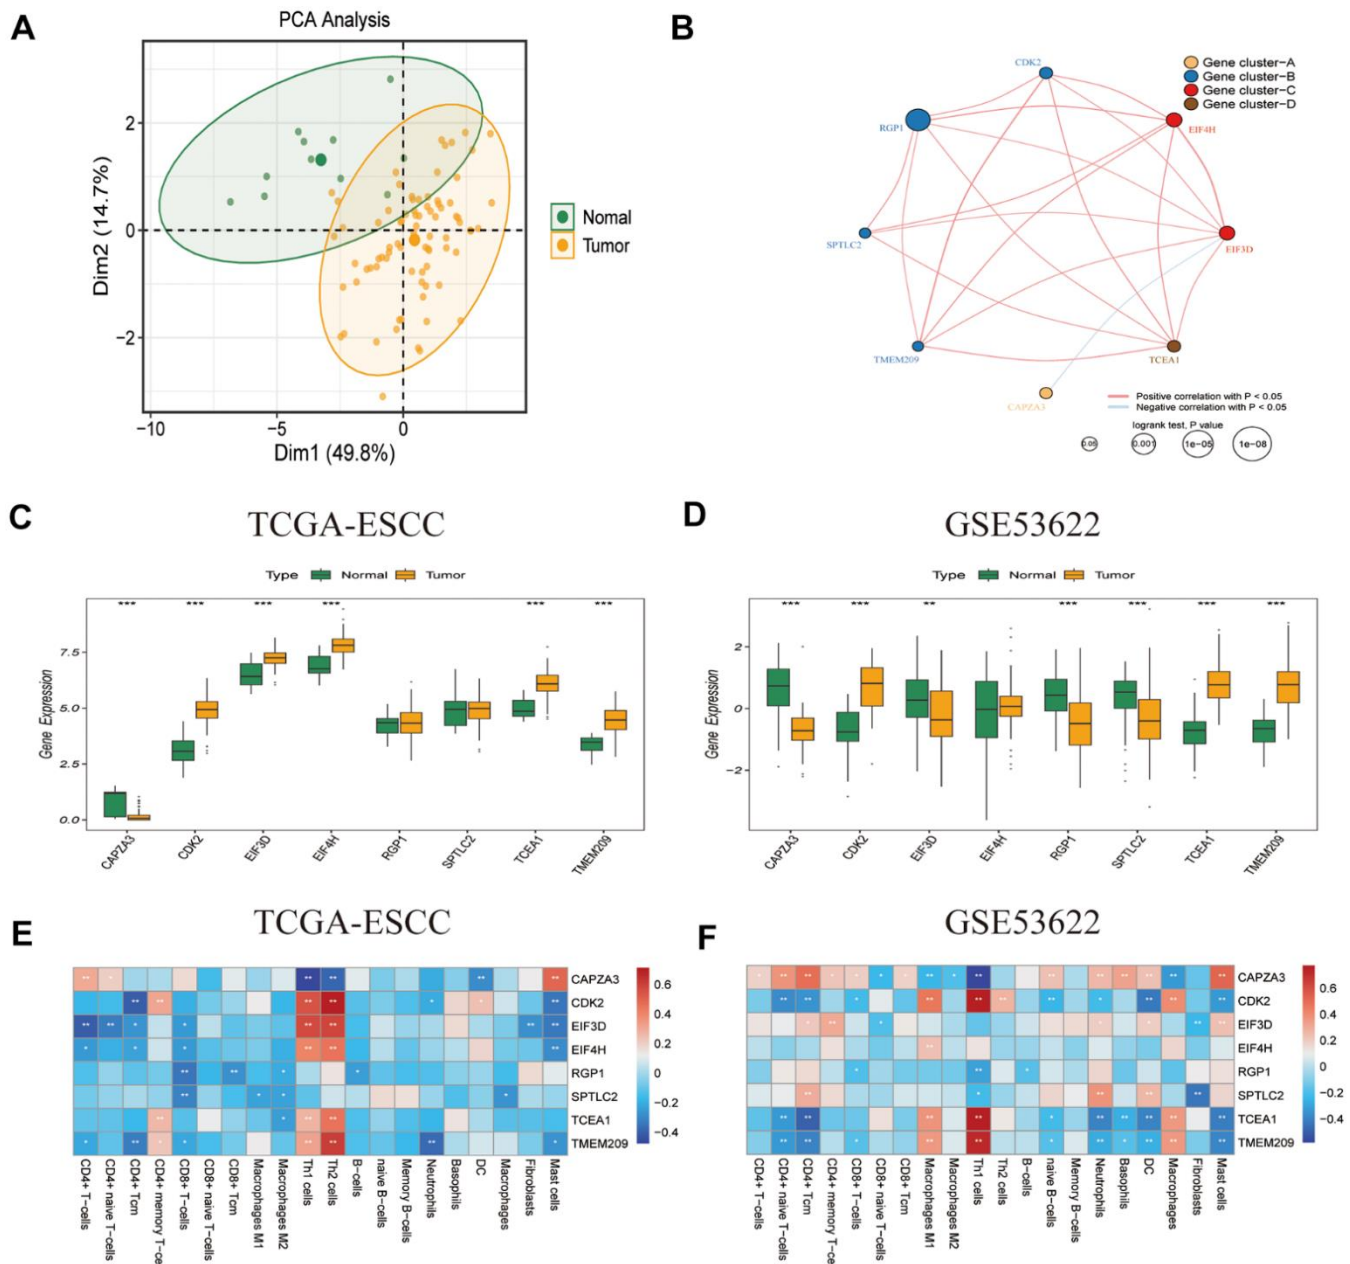 A
PCA Analysis
Dim2 (14.7%)
2
0
−2
−10
−5
0
Dim1 (49.8%)
Nomal
Tumor
B
Gene cluster−A
Gene cluster−B
Gene cluster−C
Gene cluster−D
CDK2
RGP1
EIF4H
SPTLC2
EIF3D
TMEM209
TCEA1
CAPZA3
Positive correlation with P < 0.05
Negative correlation with P < 0.05
logrank test, P value
0.05
0.001
1e−05
1e−08
C
TCGA-ESCC
Type Normal Tumor
*** *** *** *** *** ***
Gene Expression
7.5
5.0
2.5
0.0
CAPZA3 CDK2 EIF3D EIF4H RGP1 SPTLC2 TCEA1 TMEM209
D
GSE53622
Type Normal Tumor
*** *** ** *** *** *** ***
Gene Expression
2
0
−2
CAPZA3 CDK2 EIF3D EIF4H RGP1 SPTLC2 TCEA1 TMEM209
E
TCGA-ESCC
CAPZA3
CDK2
EIF3D
EIF4H
RGP1
SPTLC2
TCEA1
TMEM209
0.6
0.4
0.2
0
−0.2
−0.4
CD4+ T−cells
CD4+ naive T−cells
CD4+ Tcm
CD4+ memory T−ce
CD8+ T−cells
CD8+ naive T−cells
CD8+ Tcm
Macrophages M1
Macrophages M2
Th1 cells
Th2 cells
B−cells
naive B−cells
Memory B−cells
Neutrophils
Basophils
DC
Macrophages
Fibroblasts
Mast cells
F
GSE53622
CAPZA3
CDK2
EIF3D
EIF4H
RGP1
SPTLC2
TCEA1
TMEM209
0.6
0.4
0.2
0
−0.2
−0.4
CD4+ T−cells
CD4+ naive T−cells
CD4+ Tcm
CD4+ memory T−ce
CD8+ T−cells
CD8+ naive T−cells
CD8+ Tcm
Macrophages M1
Macrophages M2
Th1 cells
Th2 cells
B−cells
naive B−cells
Memory B−cells
Neutrophils
Basophils
DC
Macrophages
Fibroblasts
Mast cells